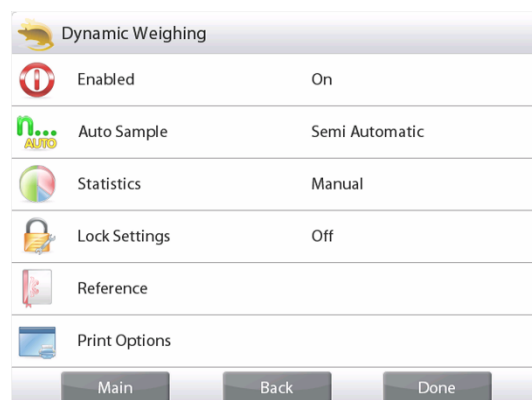 Dynamic Weighing
Enabled On
n...
AUTO
Auto Sample Semi Automatic
Statistics Manual
Lock Settings Off
Reference
Print Options
Main Back Done